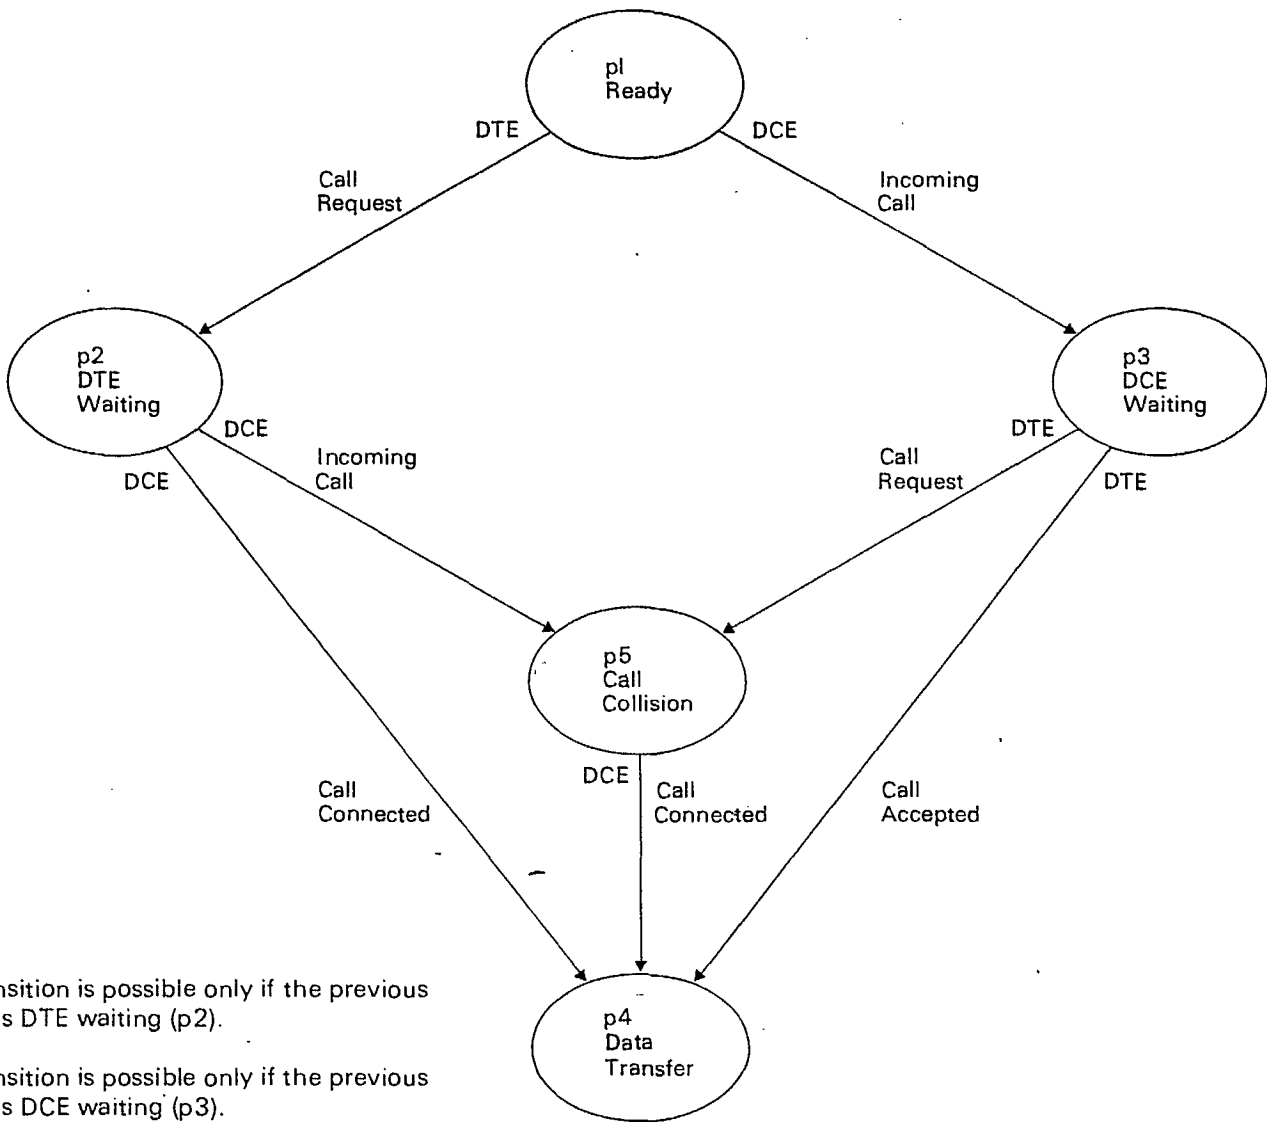 pl
Ready
DTE
DCE
Call
Request
Incoming
Call
p2
DTE
Waiting
p3
DCE
Waiting
DCE
DCE
Incoming
Call
DTE
DTE
Call
Request
p5
Call
Collision
DCE
Call
Connected
Call
Connected
Call
Accepted
nsition is possible only if the previous
s DTE waiting (p2).
nsition is possible only if the previous
s DCE waiting (p3).
p4
Data
Transfer